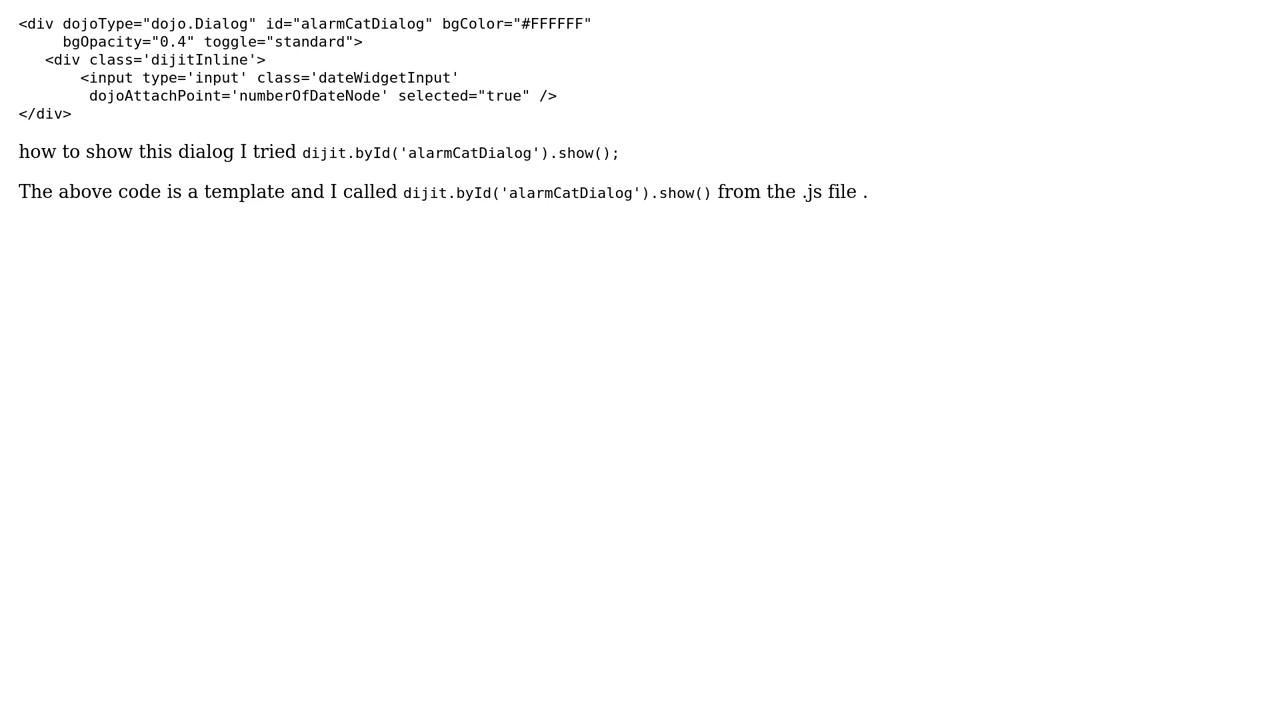 <div dojoType="dojo.Dialog" id="alarmCatDialog" bgColor="#FFFFFF"
     bgOpacity="0.4" toggle="standard">
   <div class='dijitInline'>
       <input type='input' class='dateWidgetInput'
        dojoAttachPoint='numberOfDateNode' selected="true" />
</div>
how to show this dialog I tried dijit.byId('alarmCatDialog').show();
The above code is a template and I called dijit.byId('alarmCatDialog').show() from the .js file .